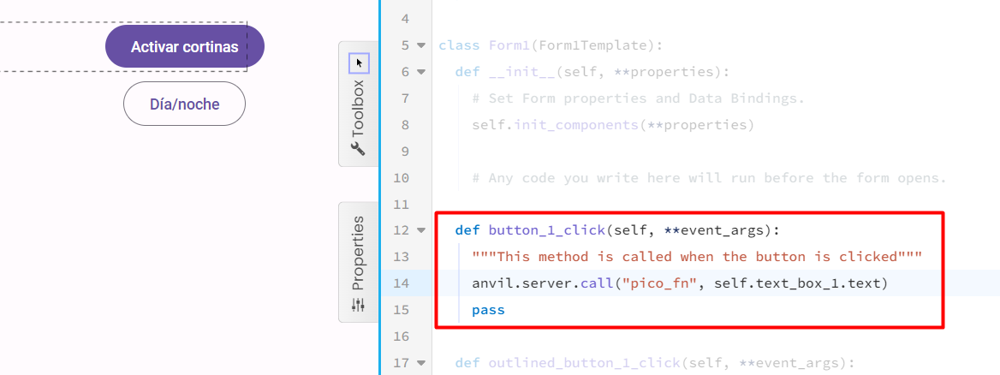 Activar cortinas
Día/noche
Toolbox
Properties
4
5 class Form1(Form1Template):
6 def __init__(self, **properties):
7 # Set Form properties and Data Bindings.
8 self.init_components(**properties)
9
10 # Any code you write here will run before the form opens.
11
12 def button_1_click(self, **event_args):
13 """This method is called when the button is clicked"""
14 anvil.server.call("pico_fn", self.text_box_1.text)
15 pass
16
17 def outlined_button_1_click(self, **event_args):